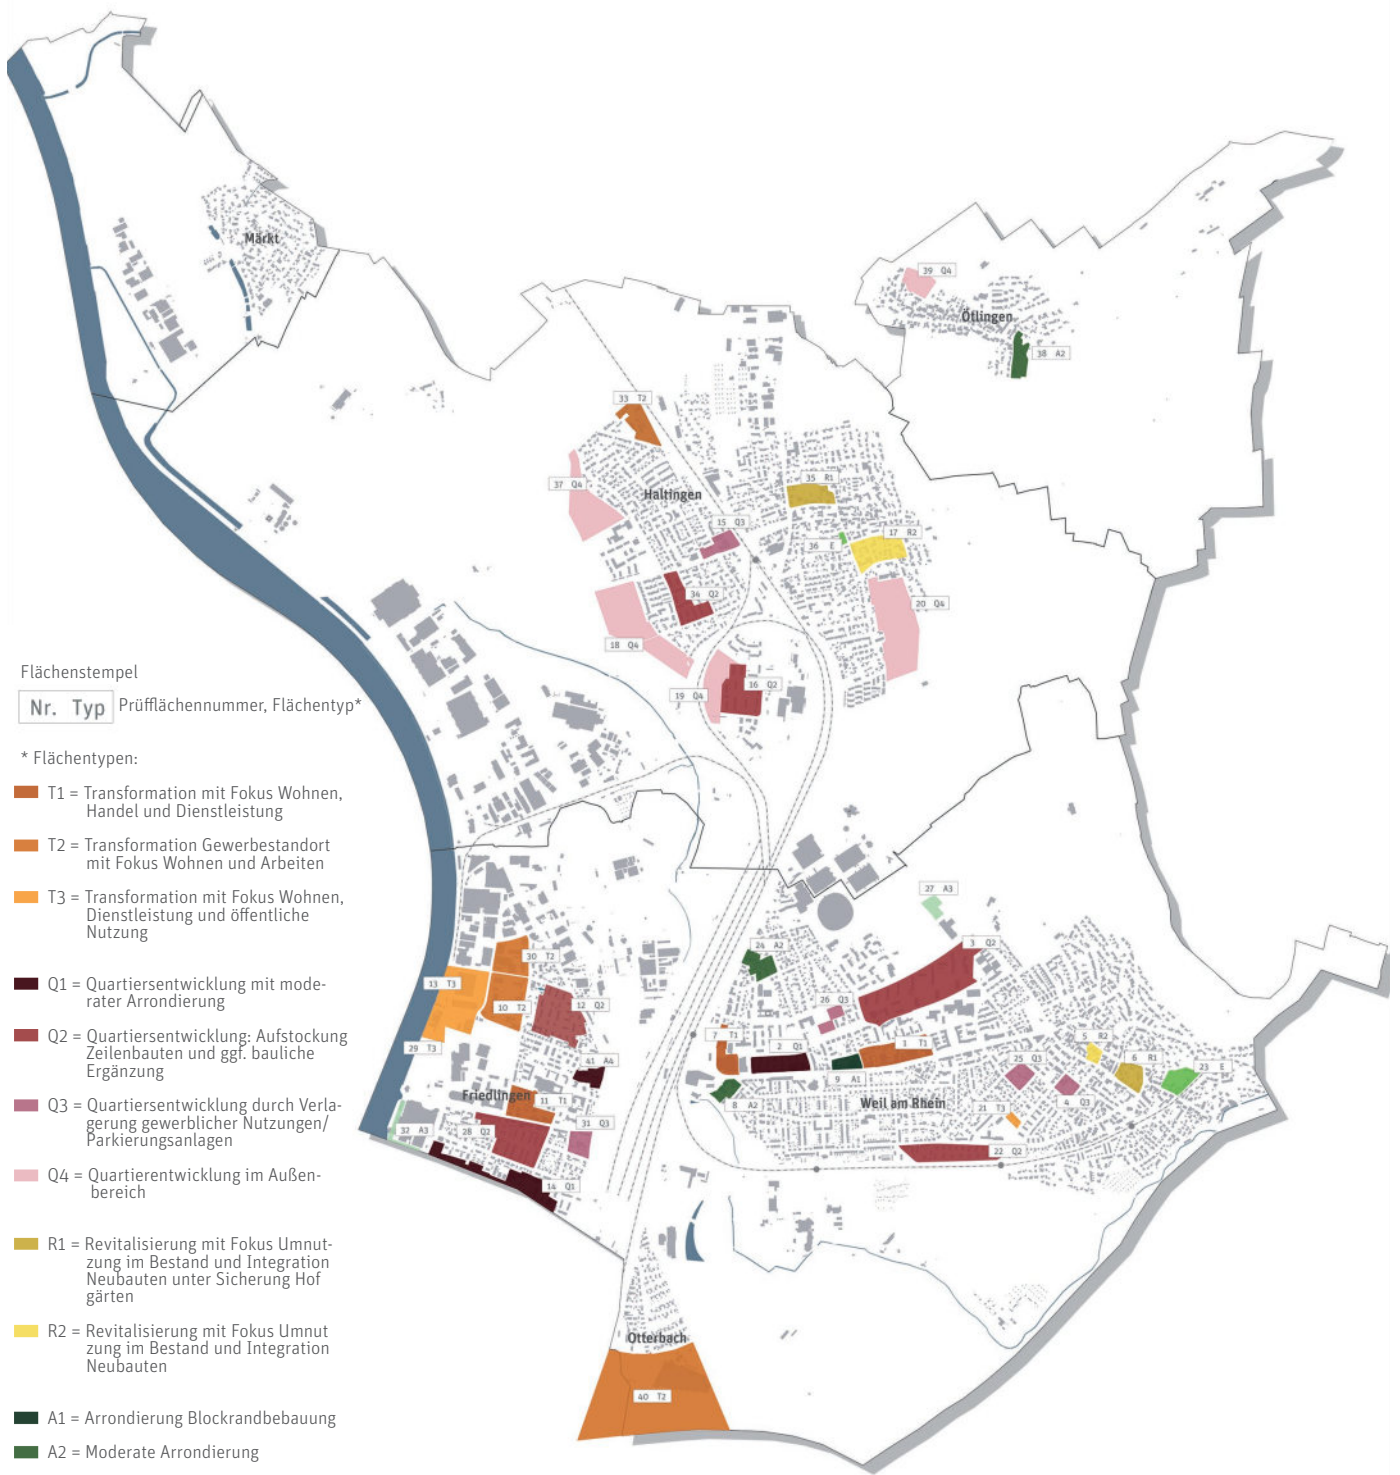 Märkt
39 Q4
Ötlingen
38 A2
33 T2
37 Q4
Haltingen
35 R1
15 Q3
36 E
17 R2
34 Q2
20 Q4
18 Q4
19 Q4
16 Q2
Flächenstempel
Nr. Typ Prüfflächennummer, Flächentyp*
* Flächentypen:
T1 = Transformation mit Fokus Wohnen,
Handel und Dienstleistung
T2 = Transformation Gewerbestandort
mit Fokus Wohnen und Arbeiten
T3 = Transformation mit Fokus Wohnen,
Dienstleistung und öffentliche
Nutzung
Q1 = Quartiersentwicklung mit mode-
rater Arrondierung
Q2 = Quartiersentwicklung: Aufstockung
Zeilenbauten und ggf. bauliche
Ergänzung
Q3 = Quartiersentwicklung durch Verla-
gerung gewerblicher Nutzungen/
Parkierungsanlagen
Q4 = Quartierentwicklung im Außen-
bereich
R1 = Revitalisierung mit Fokus Umnut-
zung im Bestand und Integration
Neubauten unter Sicherung Hof
gärten
R2 = Revitalisierung mit Fokus Umnut
zung im Bestand und Integration
Neubauten
A1 = Arrondierung Blockrandbebauung
A2 = Moderate Arrondierung
27 A3
24 A2
3 Q2
30 T2
13 T3
10 T2
12 Q2
26 Q3
29 T3
7 T1
2 Q1
1 T1
5 R2
41 A4
9 A1
25 Q3
6 R1
23 E
Friedlingen
11 T1
8 A2
Weil am Rhein
21 T3
4 Q3
32 A3
28 Q2
31 Q3
22 Q2
14 Q1
Otterbach
40 T2